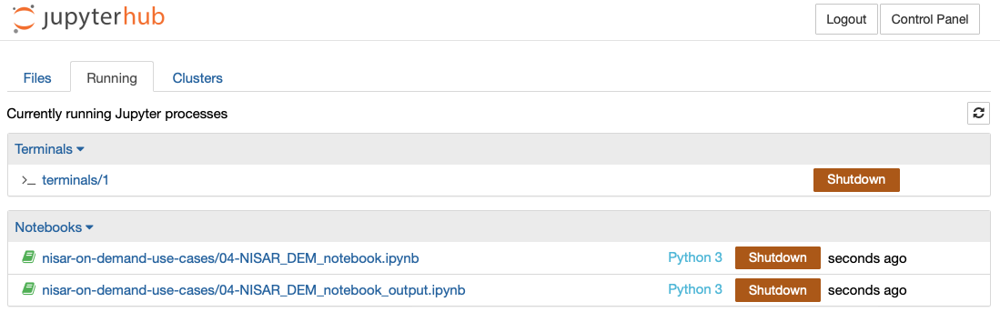 jupyterhub
Logout Control Panel
Files Running Clusters
Currently running Jupyter processes
Terminals
>_ terminals/1 Shutdown
Notebooks
nisar-on-demand-use-cases/04-NISAR_DEM_notebook.ipynb Python 3 Shutdown seconds ago
nisar-on-demand-use-cases/04-NISAR_DEM_notebook_output.ipynb Python 3 Shutdown seconds ago